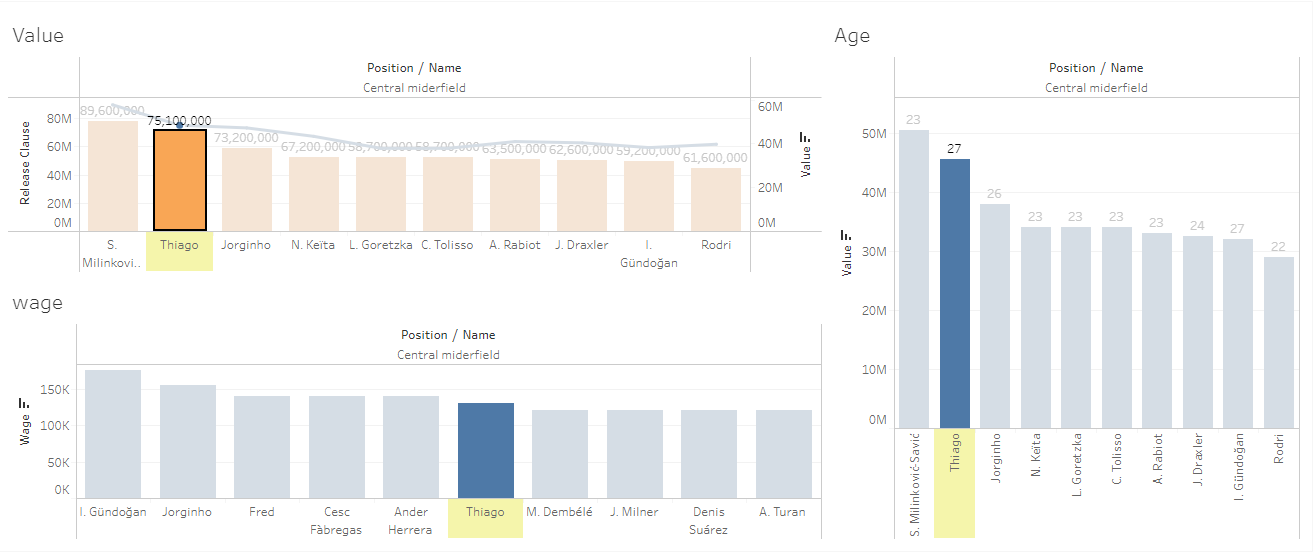 Value
Position / Name
Central miderfield
Release Clause
80M
60M
40M
20M
0M
89,600,000
75,100,000
73,200,000
67,200,000
58,700,000
58,700,000
63,500,000
62,600,000
59,200,000
61,600,000
60M
40M
20M
0M
Value
S. Milinkovi..
Thiago
Jorginho
N. Keïta
L. Goretzka
C. Tolisso
A. Rabiot
J. Draxler
I. Gündoğan
Rodri
wage
Position / Name
Central miderfield
Wage
150K
100K
50K
0K
I. Gündoğan
Jorginho
Fred
Cesc Fàbregas
Ander Herrera
Thiago
M. Dembélé
J. Milner
Denis Suárez
A. Turan
Age
Position / Name
Central miderfield
Value
50M
40M
30M
20M
10M
0M
23
27
26
23
23
23
23
24
27
22
S. Milinković-Savić
Thiago
Jorginho
N. Keïta
L. Goretzka
C. Tolisso
A. Rabiot
J. Draxler
I. Gündoğan
Rodri